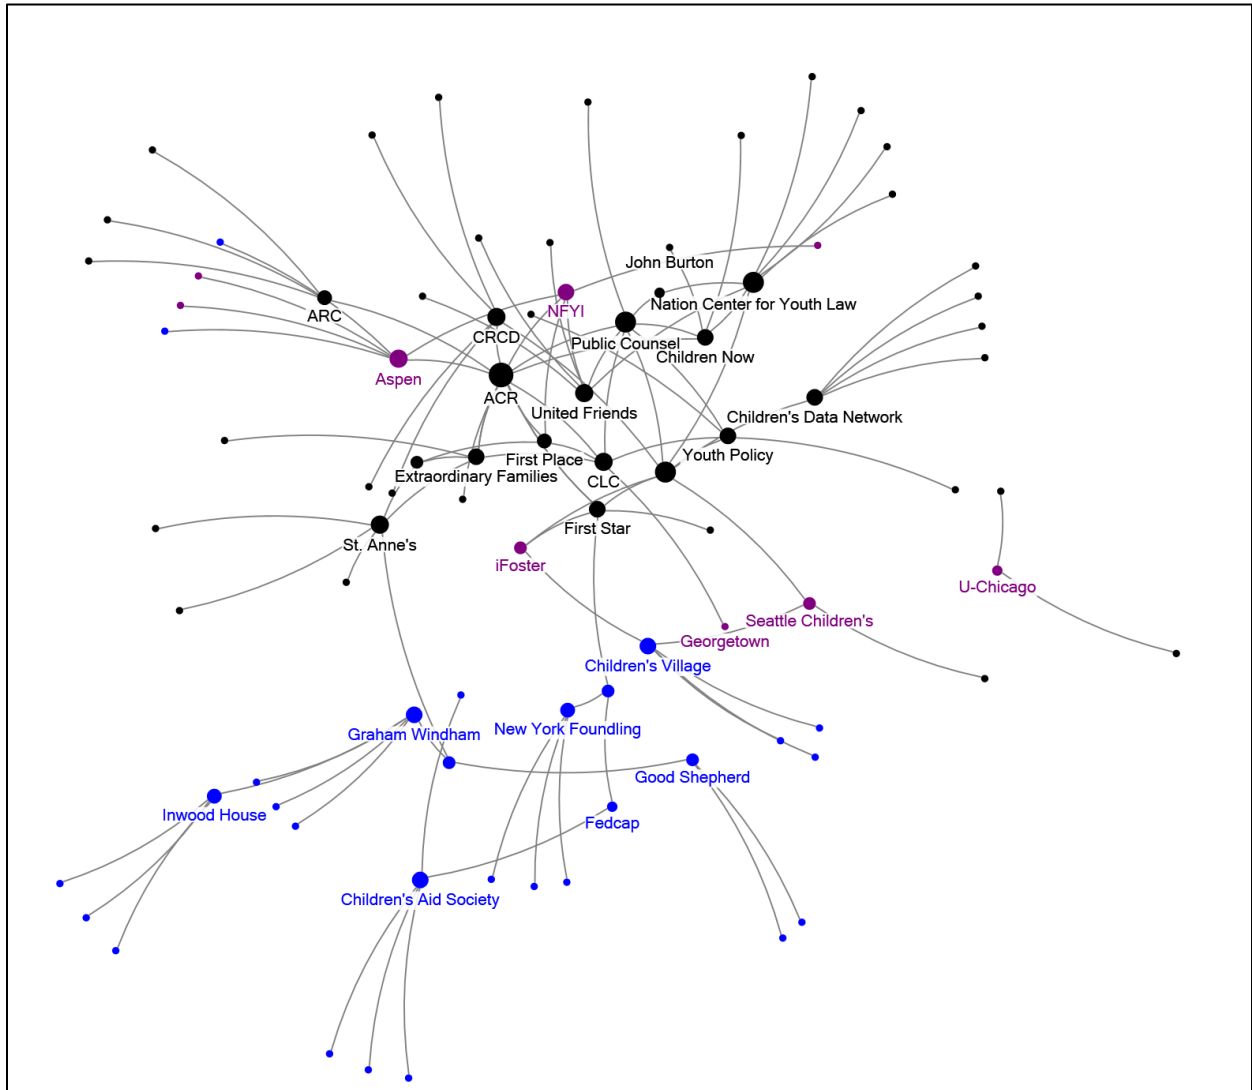 John Burton
Nation Center for Youth Law
ARC
NFYI
CRCD
Public Counsel
Children Now
Aspen
ACR
United Friends
Children's Data Network
Youth Policy
First Place
Extraordinary Families
CLC
First Star
St. Anne's
iFoster
U-Chicago
Seattle Children's
Georgetown
Children's Village
New York Foundling
Graham Windham
Good Shepherd
Inwood House
Fedcap
Children's Aid Society